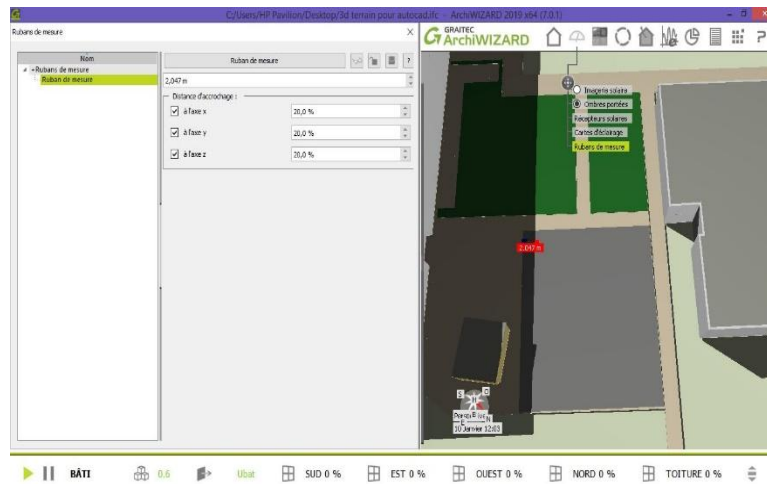 C:/Users/HP Pavilion/Desktop/3d terrain pour autocad.ifc - ArchiWIZARD 2019 x64 (7.0.1)
Rubans de mesure
GRAITEC
ArchiWIZARD
Nom
Rubans de mesure
Ruban de mesure
Ruban de mesure
2,047 m
Distance d'accrochage :
à l'axe x 20,0 %
à l'axe y 20,0 %
à l'axe z 20,0 %
Imagerie solaire
Ombres portées
Récepteurs solaires
Cartes d'éclairage
Rubans de mesure
2.047 m
S O
E N
10 Janvier 12:03
BÂTI 0.6 Ubat SUD 0 % EST 0 % OUEST 0 % NORD 0 % TOITURE 0 %